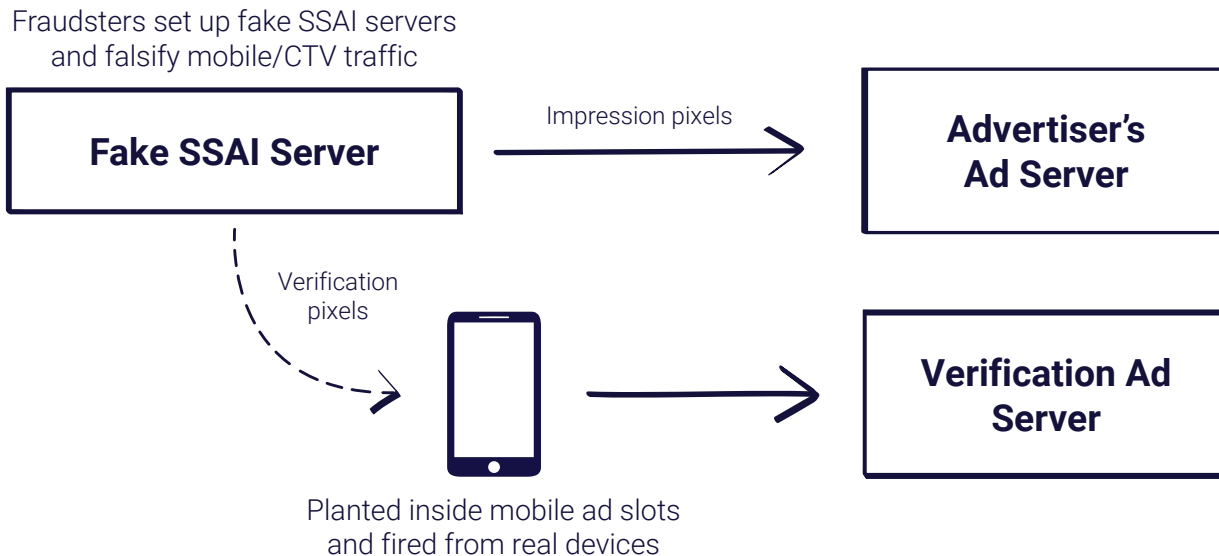 Fraudsters set up fake SSAI servers
and falsify mobile/CTV traffic
Fake SSAI Server
Impression pixels
Advertiser’s
Ad Server
Verification
pixels
Verification Ad
Server
Planted inside mobile ad slots
and fired from real devices